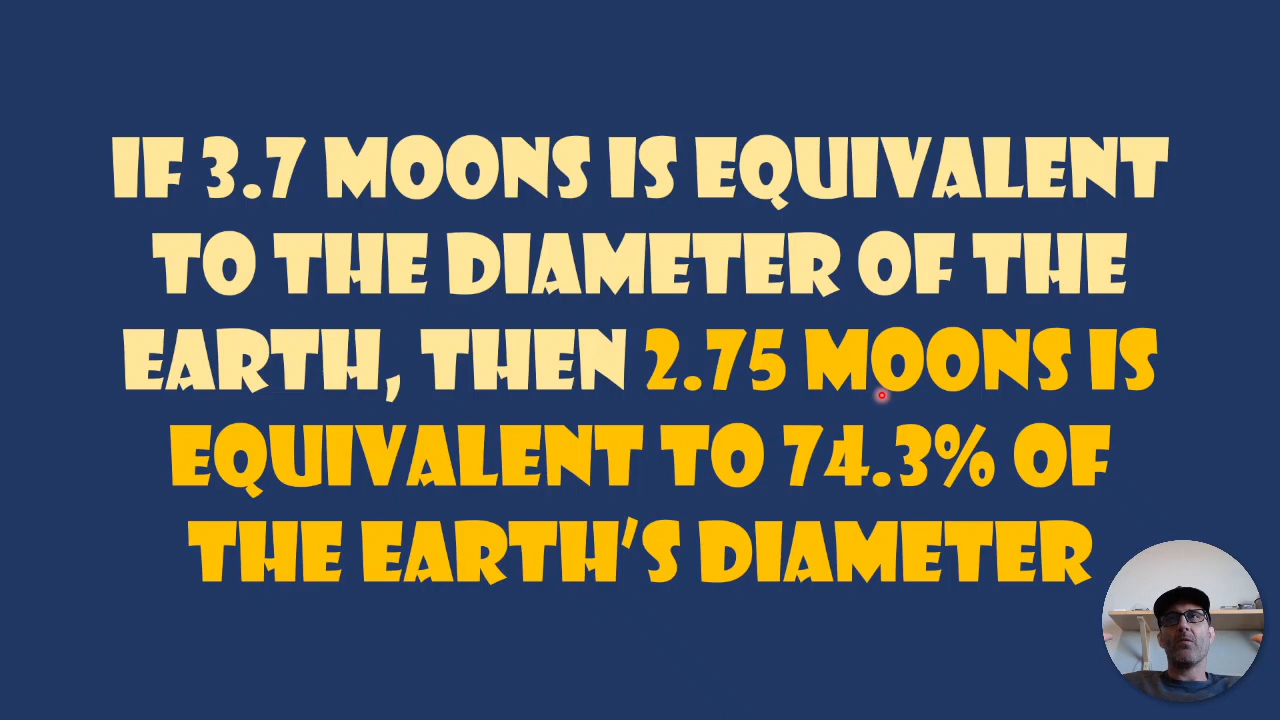 IF 3.7 MOONS IS EQUIVALENT
TO THE DIAMETER OF THE
EARTH, THEN 2.75 MOONS IS
EQUIVALENT TO 74.3% OF
THE EARTH'S DIAMETER